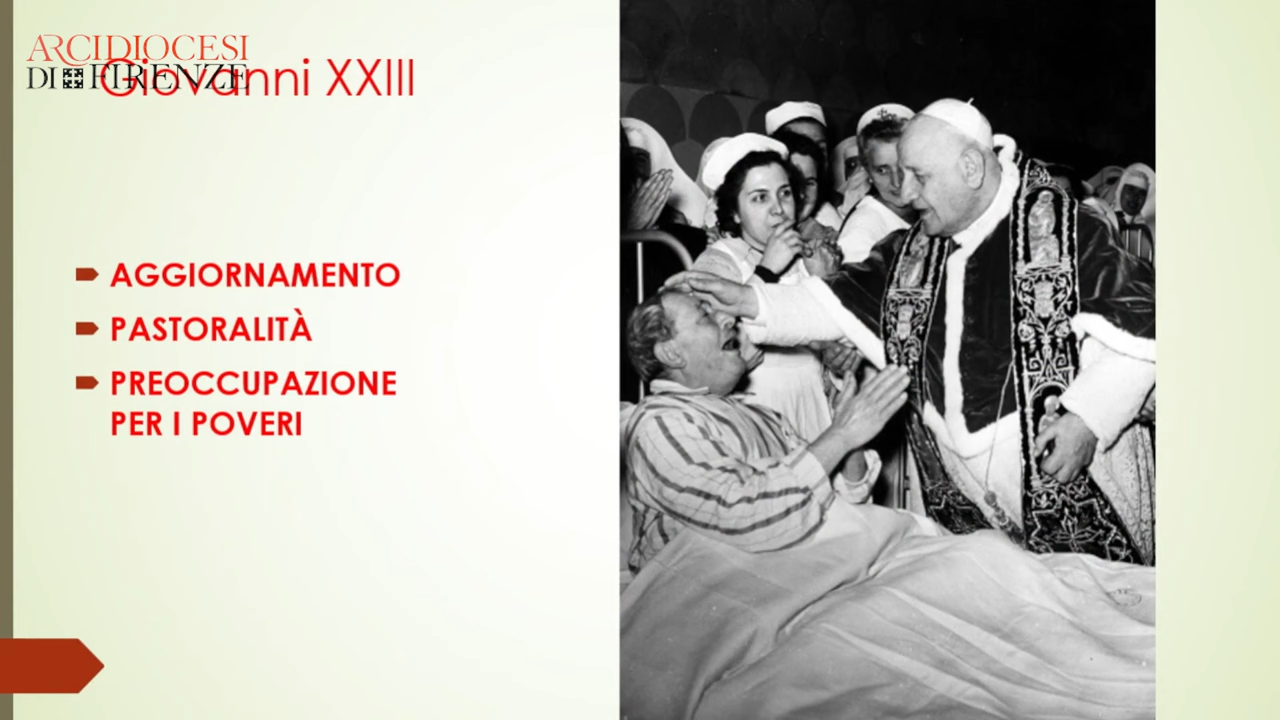 ARCIDIOCESI
DI FIRENZE
Giovanni XXIII
AGGIORNAMENTO
PASTORALITÀ
PREOCCUPAZIONE
PER I POVERI